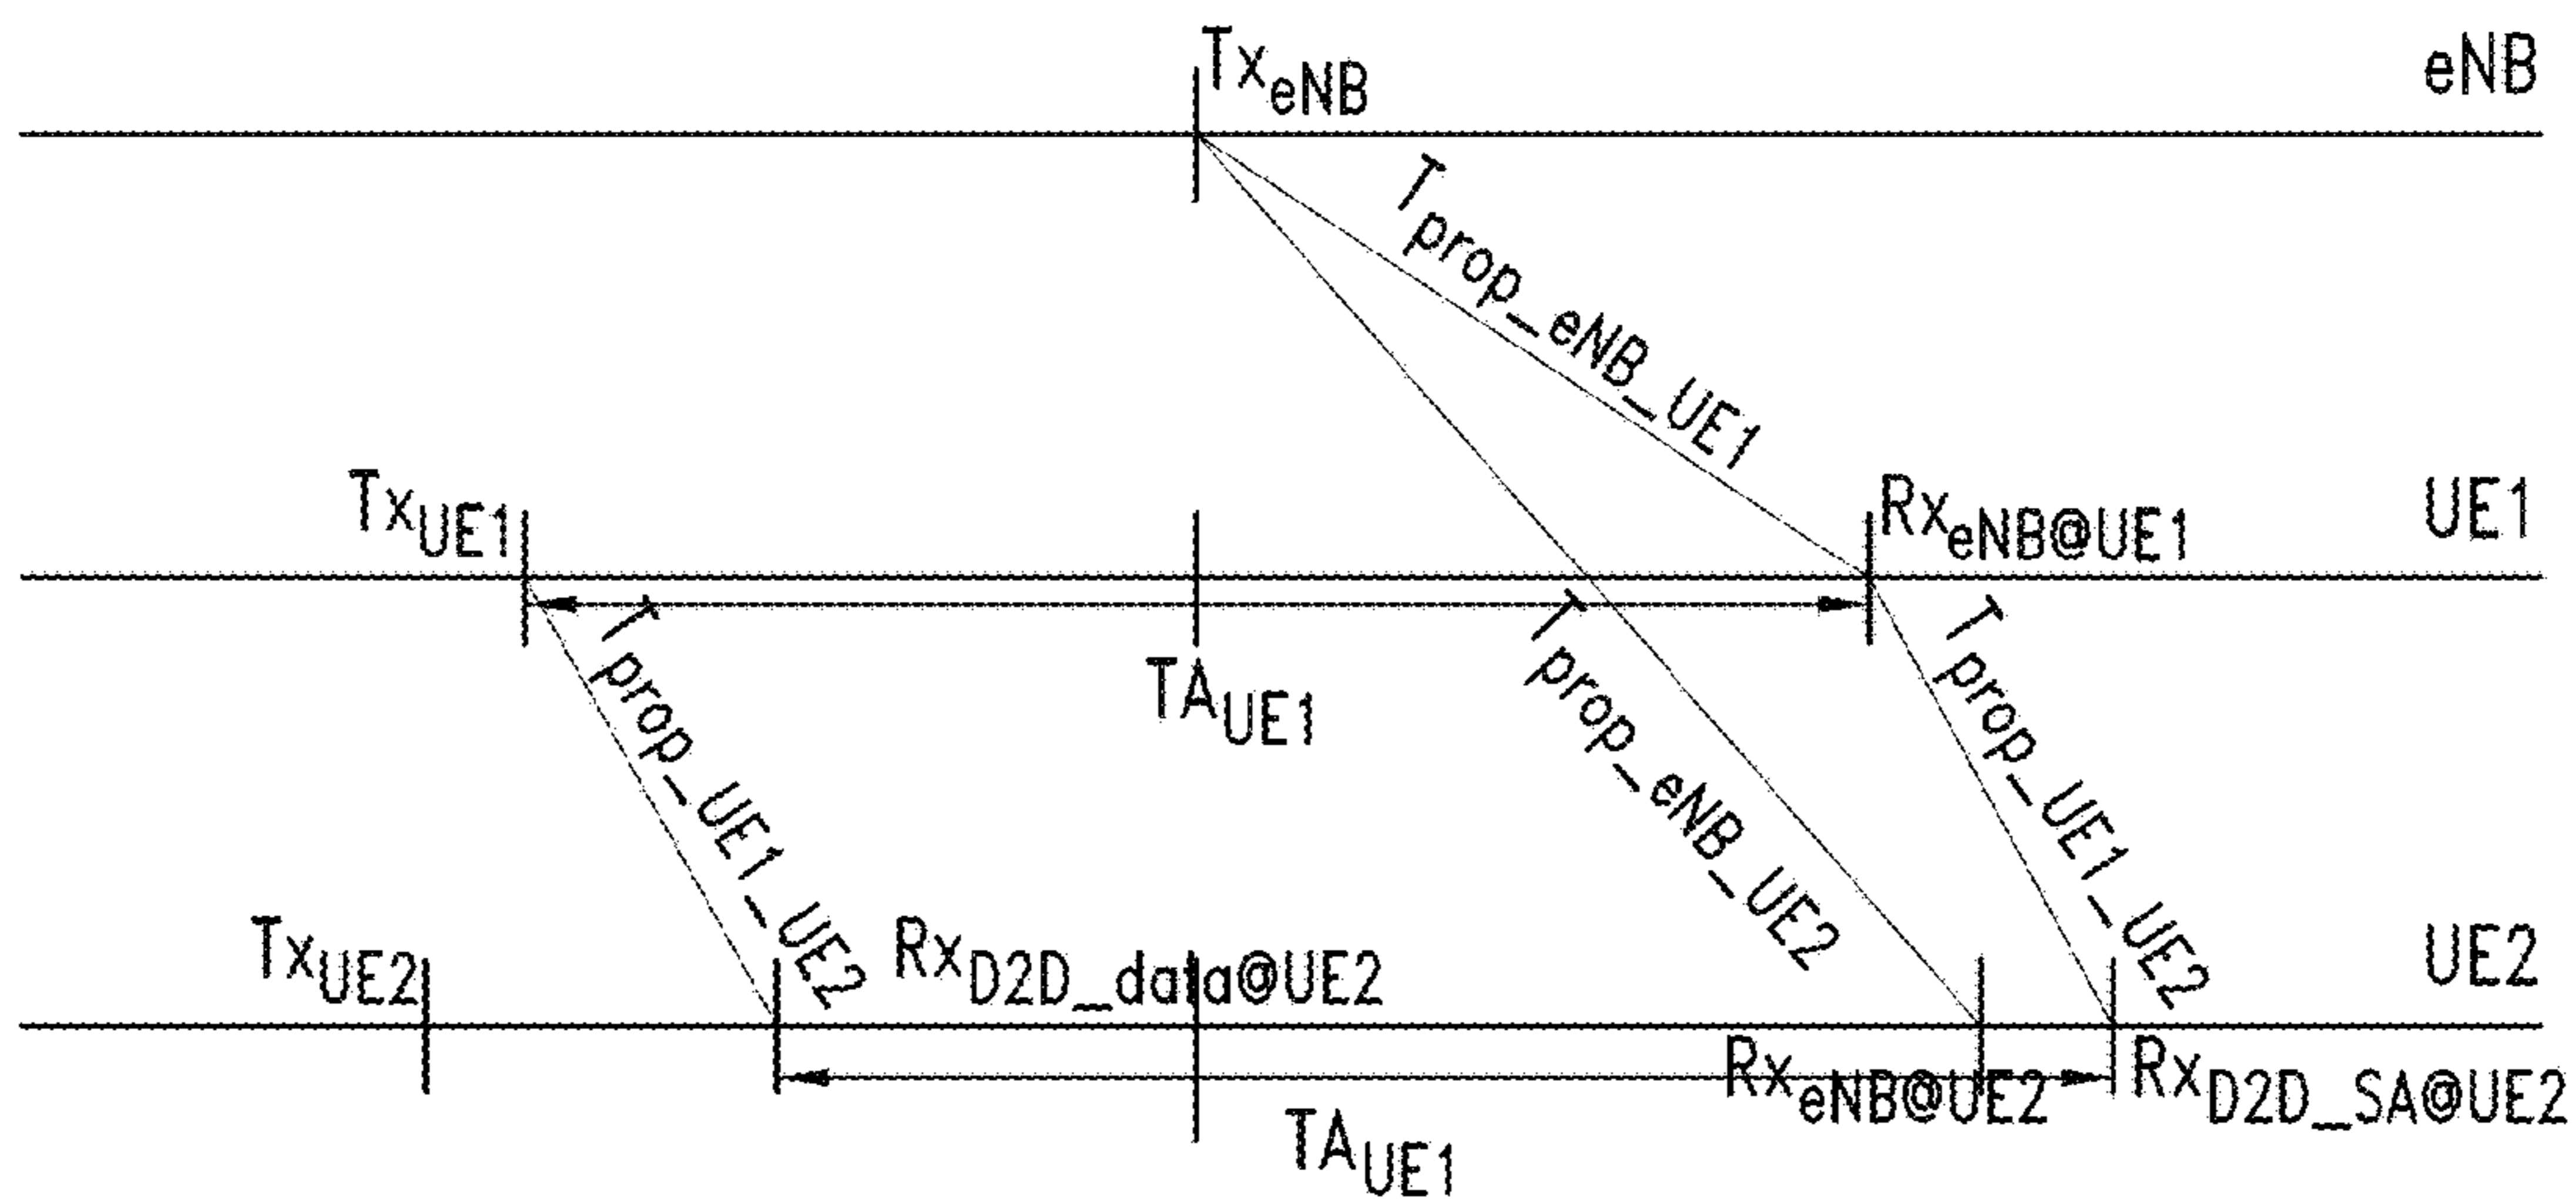 Tx_eNB
eNB
T_prop_eNB_UE1
Tx_UE1
Rx_eNB@UE1
UE1
TA_UE1
T_prop_UE1_UE2
T_prop_eNB_UE2
T_prop_UE1_UE2
Tx_UE2
Rx_D2D_data@UE2
UE2
Rx_eNB@UE2
Rx_D2D_SA@UE2
TA_UE1